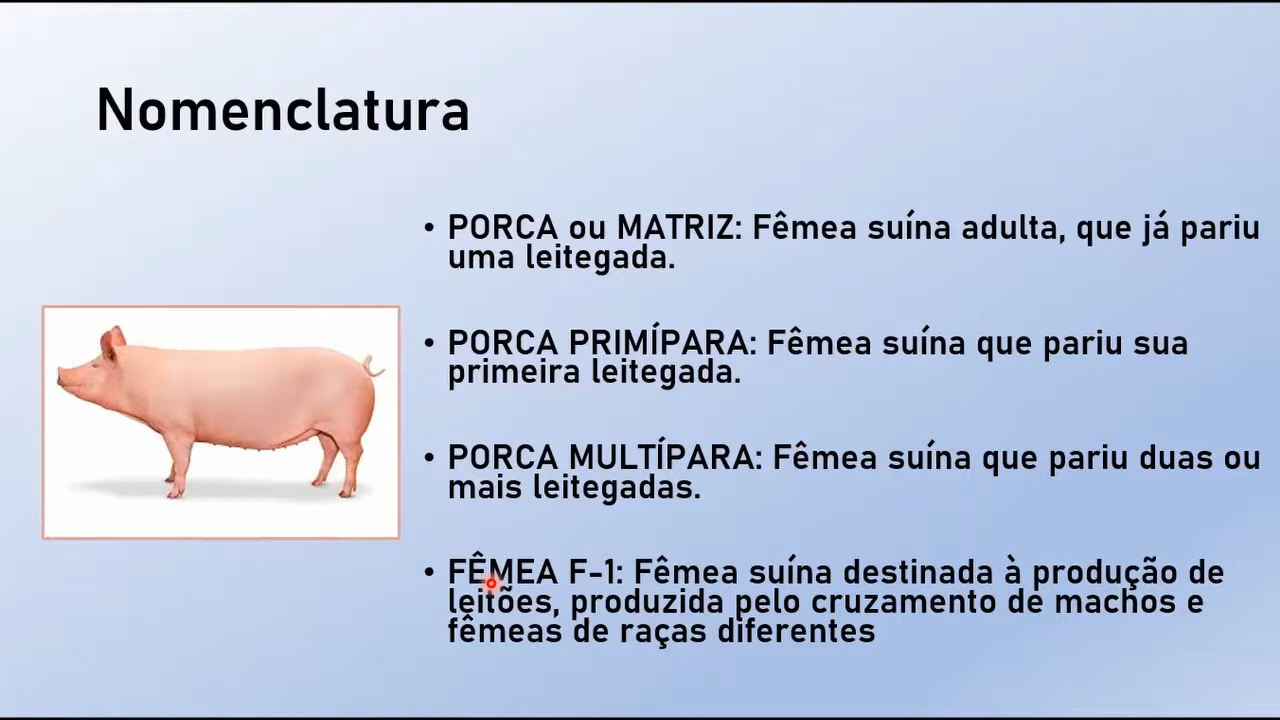 Nomenclatura
• PORCA ou MATRIZ: Fêmea suína adulta, que já pariu
uma leitegada.
• PORCA PRIMÍPARA: Fêmea suína que pariu sua
primeira leitegada.
• PORCA MULTÍPARA: Fêmea suína que pariu duas ou
mais leitegadas.
• FÊMEA F-1: Fêmea suína destinada à produção de
leitões, produzida pelo cruzamento de machos e
fêmeas de raças diferentes